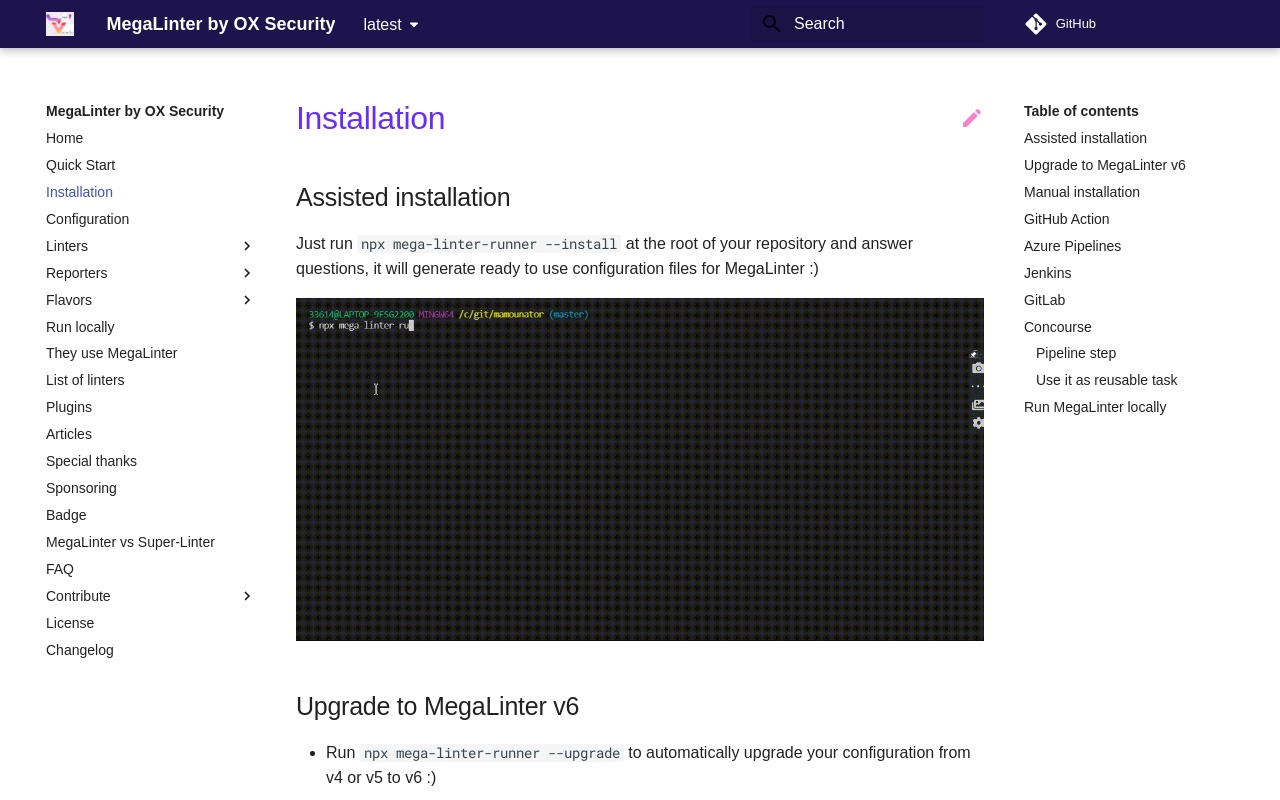 MegaLinter by OX Security
latest
Search
GitHub
MegaLinter by OX Security
Home
Quick Start
Installation
Configuration
Linters
Reporters
Flavors
Run locally
They use MegaLinter
List of linters
Plugins
Articles
Special thanks
Sponsoring
Badge
MegaLinter vs Super-Linter
FAQ
Contribute
License
Changelog
Installation
Assisted installation
Just run npx mega-linter-runner --install at the root of your repository and answer
questions, it will generate ready to use configuration files for MegaLinter :)
33614@LAPTOP-9FSG2200 MINGW64 /c/git/mamounator (master)
$ npx mega-linter-ru
Upgrade to MegaLinter v6
Run npx mega-linter-runner --upgrade to automatically upgrade your configuration from
v4 or v5 to v6 :)
Table of contents
Assisted installation
Upgrade to MegaLinter v6
Manual installation
GitHub Action
Azure Pipelines
Jenkins
GitLab
Concourse
Pipeline step
Use it as reusable task
Run MegaLinter locally